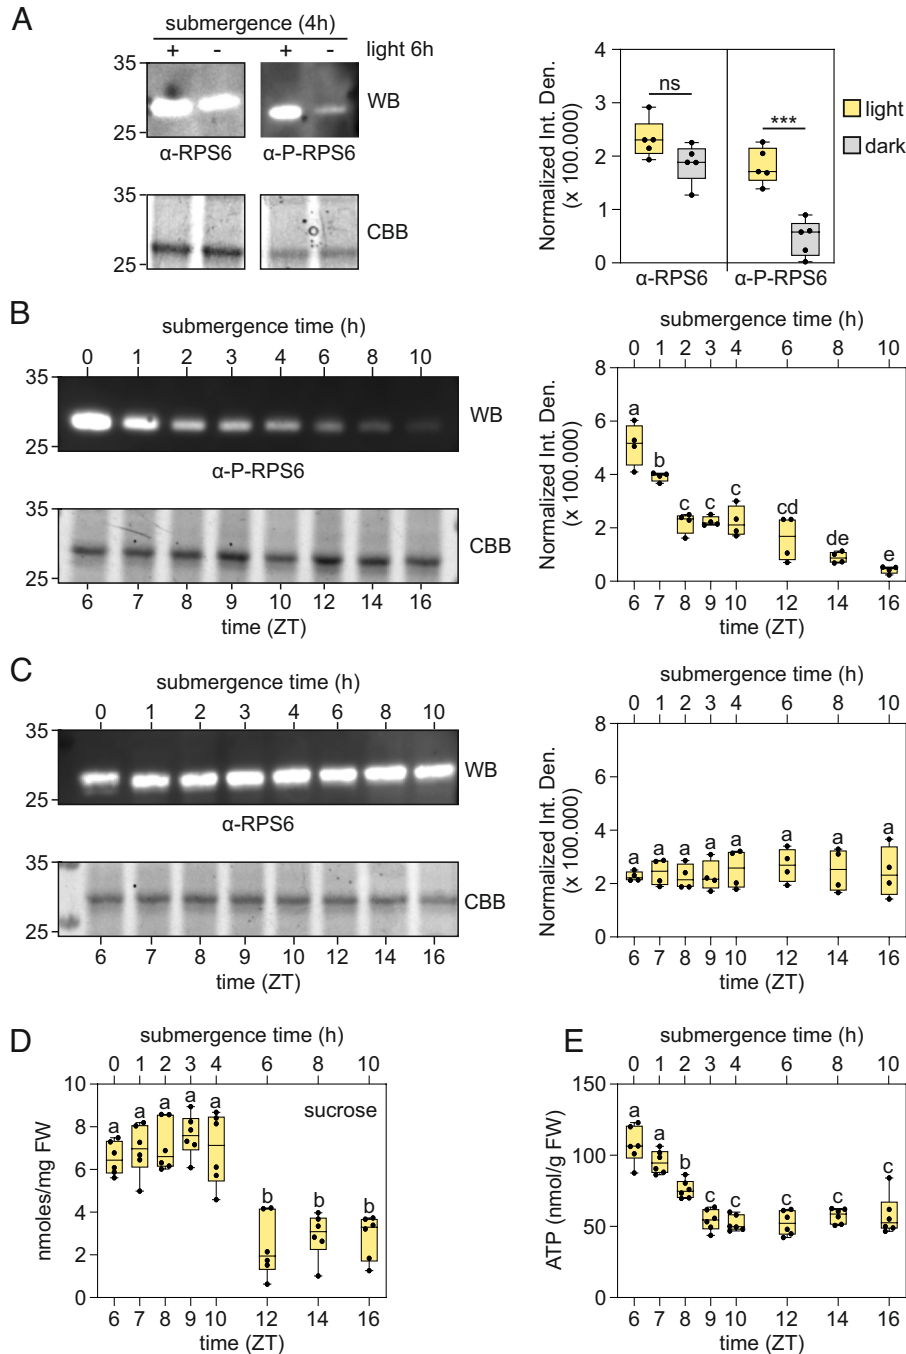 A
submergence (4h)
+ - + - light 6h
35
25
WB
α-RPS6 α-P-RPS6
35
25
CBB
Normalized Int. Den.
(x 100.000)
4
3
2
1
0
ns
***
light
dark
α-RPS6 α-P-RPS6
B
submergence time (h)
0 1 2 3 4 6 8 10
35
25
WB
α-P-RPS6
35
25
CBB
6 7 8 9 10 12 14 16
time (ZT)
submergence time (h)
0 1 2 3 4 6 8 10
Normalized Int. Den.
(x 100.000)
8
6
4
2
0
a b c c c cd de e
6 7 8 9 10 12 14 16
time (ZT)
C
submergence time (h)
0 1 2 3 4 6 8 10
35
25
WB
α-RPS6
35
25
CBB
6 7 8 9 10 12 14 16
time (ZT)
submergence time (h)
0 1 2 3 4 6 8 10
Normalized Int. Den.
(x 100.000)
8
6
4
2
0
a a a a a a a a
6 7 8 9 10 12 14 16
time (ZT)
D
submergence time (h)
0 1 2 3 4 6 8 10
nmoles/mg FW
10
8
6
4
2
0
sucrose
a a a a a b b b
6 7 8 9 10 12 14 16
time (ZT)
E
submergence time (h)
0 1 2 3 4 6 8 10
ATP (nmol/g FW)
150
100
50
0
a a b c c c c c
6 7 8 9 10 12 14 16
time (ZT)